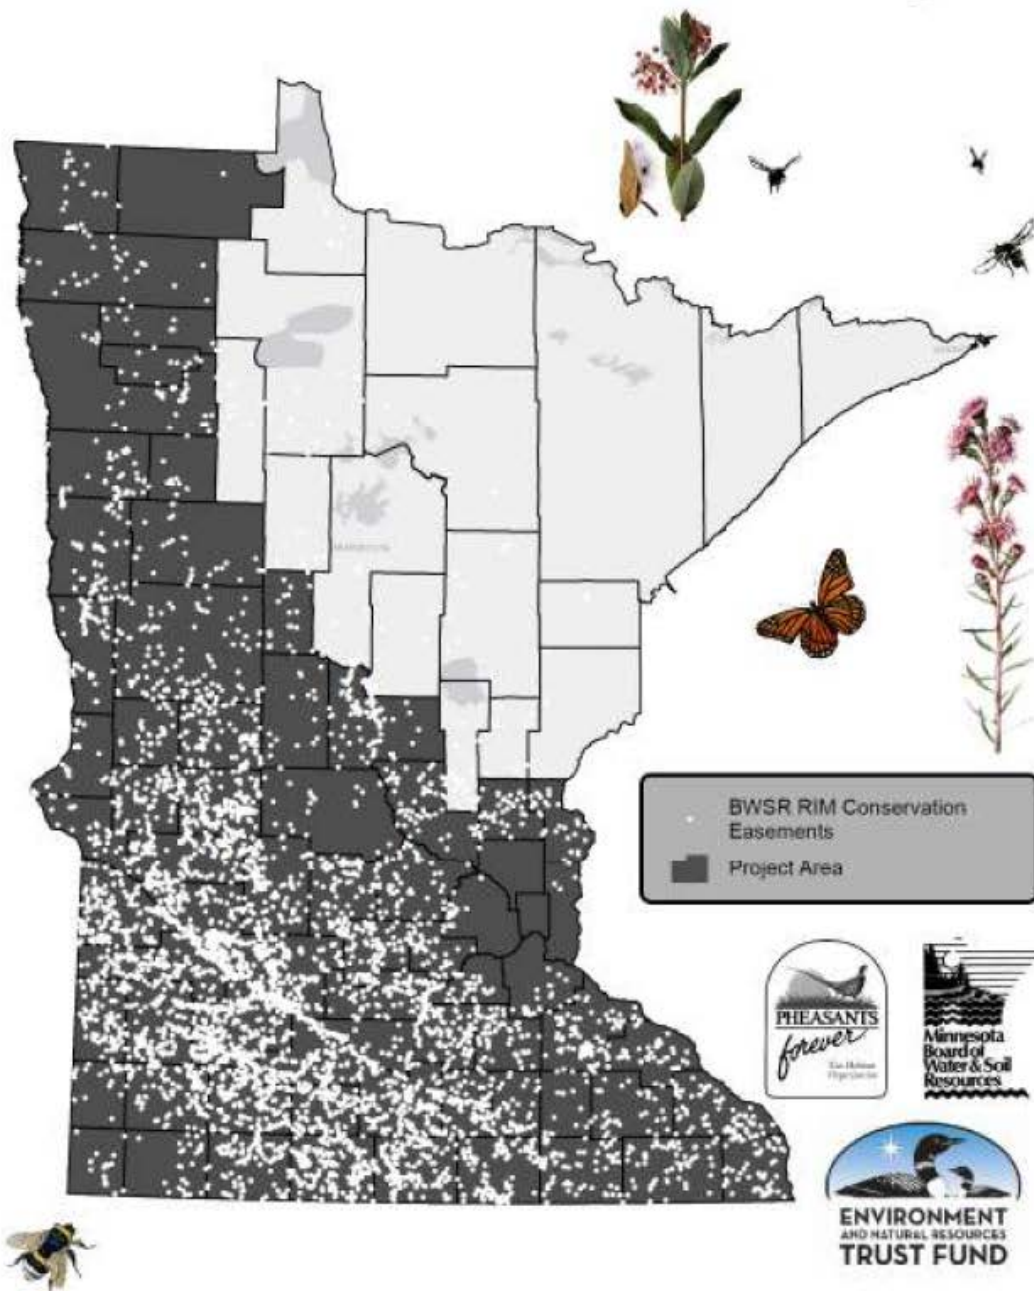 BWSR RIM Conservation
Easements
Project Area
PHEASANTS
forever
Minnesota
Board of
Water & Soil
Resources
ENVIRONMENT
AND NATURAL RESOURCES
TRUST FUND